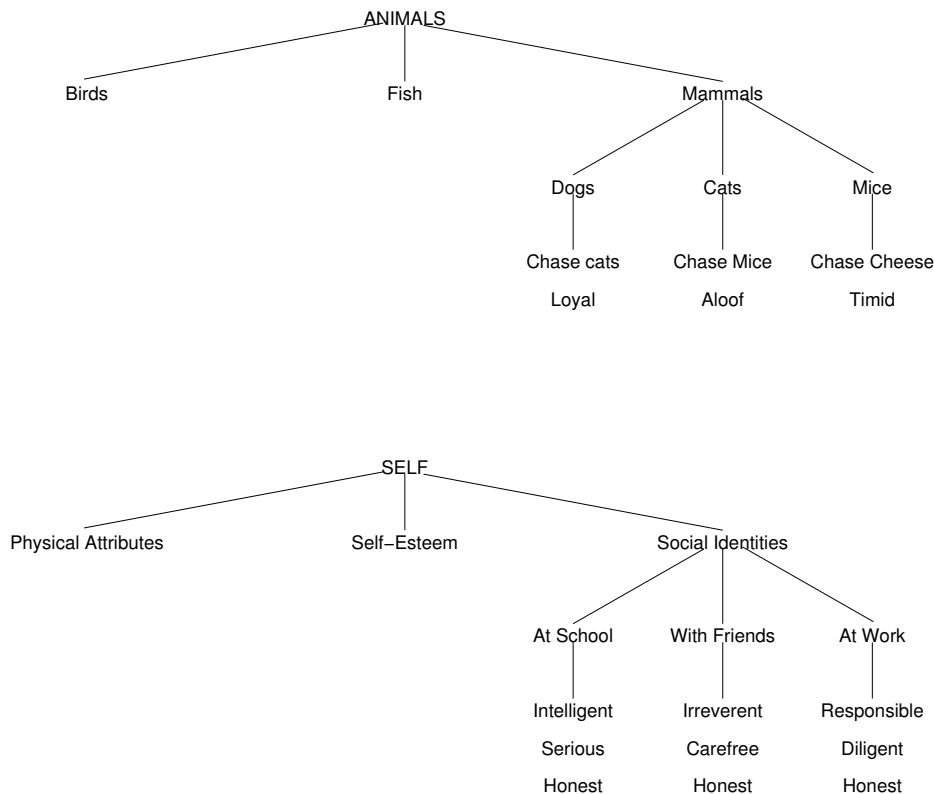 ANIMALS
Birds Fish Mammals
Dogs Cats Mice
Chase cats Chase Mice Chase Cheese
Loyal Aloof Timid
SELF
Physical Attributes Self−Esteem Social Identities
At School With Friends At Work
Intelligent Irreverent Responsible
Serious Carefree Diligent
Honest Honest Honest